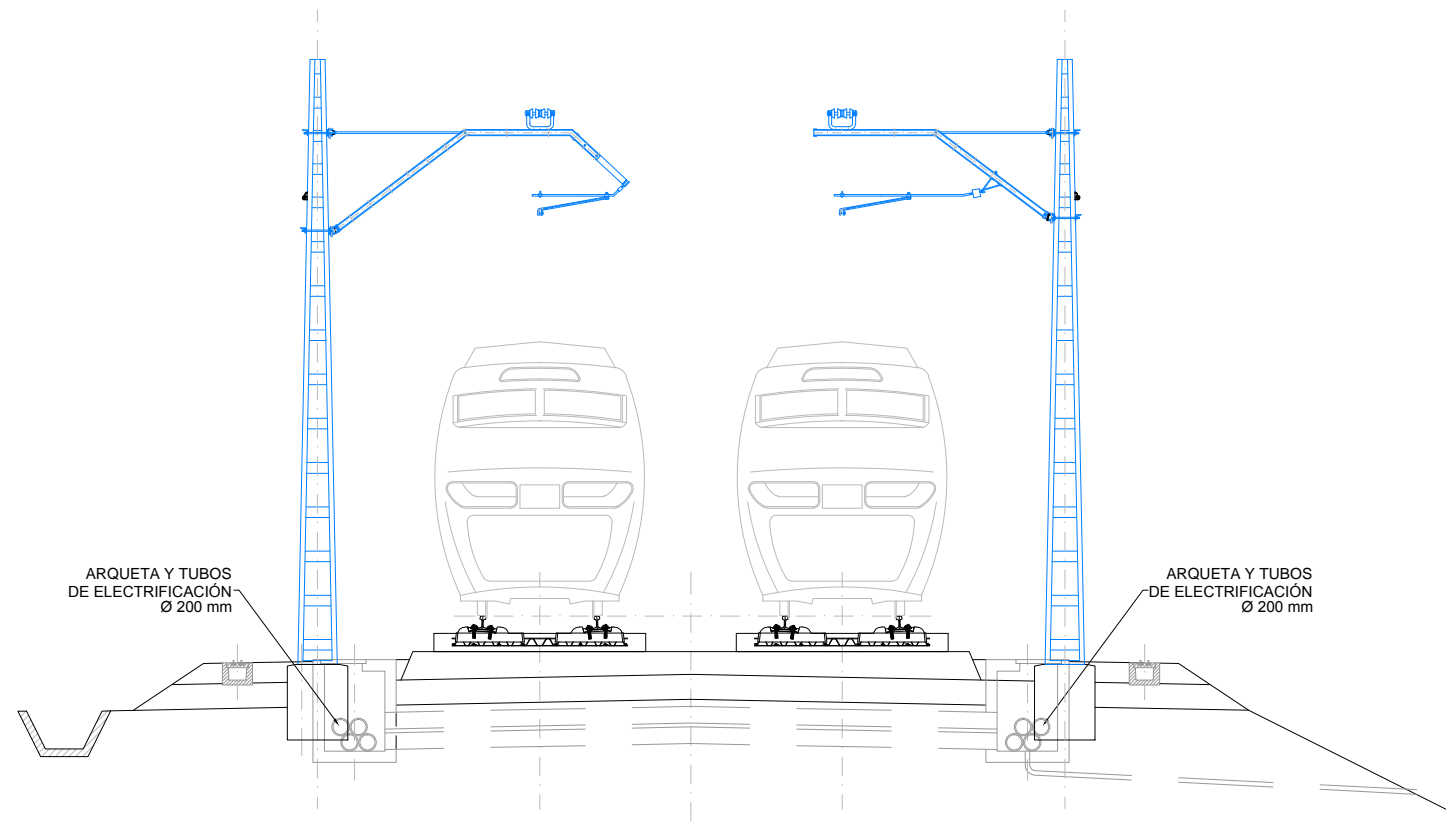 ARQUETA Y TUBOS
DE ELECTRIFICACIÓN
Ø 200 mm
ARQUETA Y TUBOS
DE ELECTRIFICACIÓN
Ø 200 mm